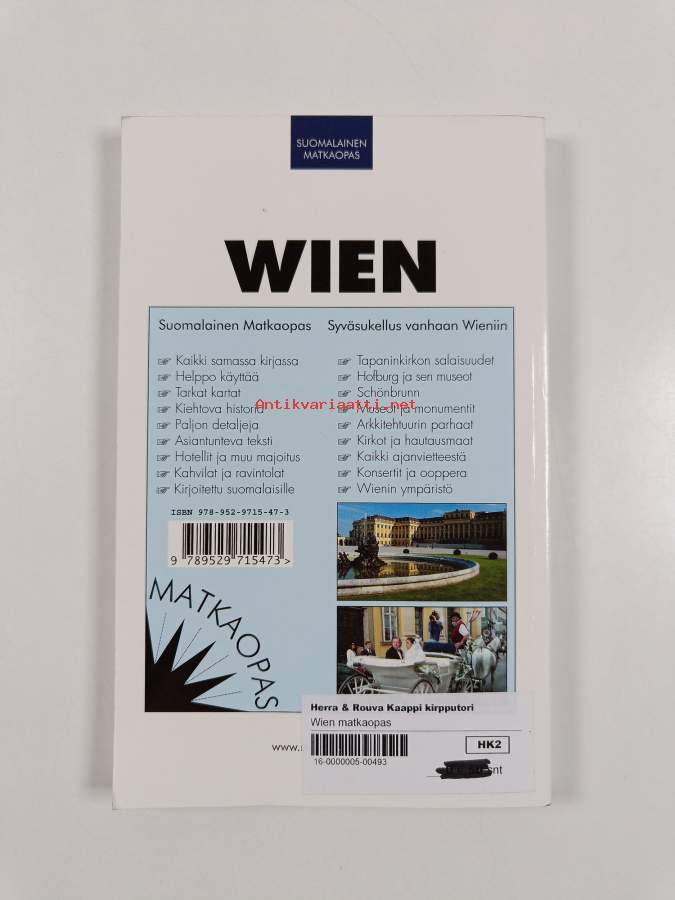 SUOMALAINEN
MATKAOPAS
WIEN
Suomalainen Matkaopas
☞ Kaikki samassa kirjassa
☞ Helppo käyttää
☞ Tarkat kartat
☞ Kiehtova historia
☞ Paljon detaljeja
☞ Asiantunteva teksti
☞ Hotellit ja muu majoitus
☞ Kahvilat ja ravintolat
☞ Kirjoitettu suomalaisille
Syväsukellus vanhaan Wieniin
☞ Tapaninkirkon salaisuudet
☞ Hofburg ja sen museot
☞ Schönbrunn
☞ Museot ja monumentit
☞ Arkkitehtuurin parhaat
☞ Kirkot ja hautausmaat
☞ Kaikki ajanvietteestä
☞ Konsertit ja ooppera
☞ Wienin ympäristö
Antikvariaatti.net
ISBN 978-952-9715-47-3
9 789529 715473
MATKAOPAS
www.
Herra & Rouva Kaappi kirpputori
Wien matkaopas
HK2
16-0000005-00493
snt